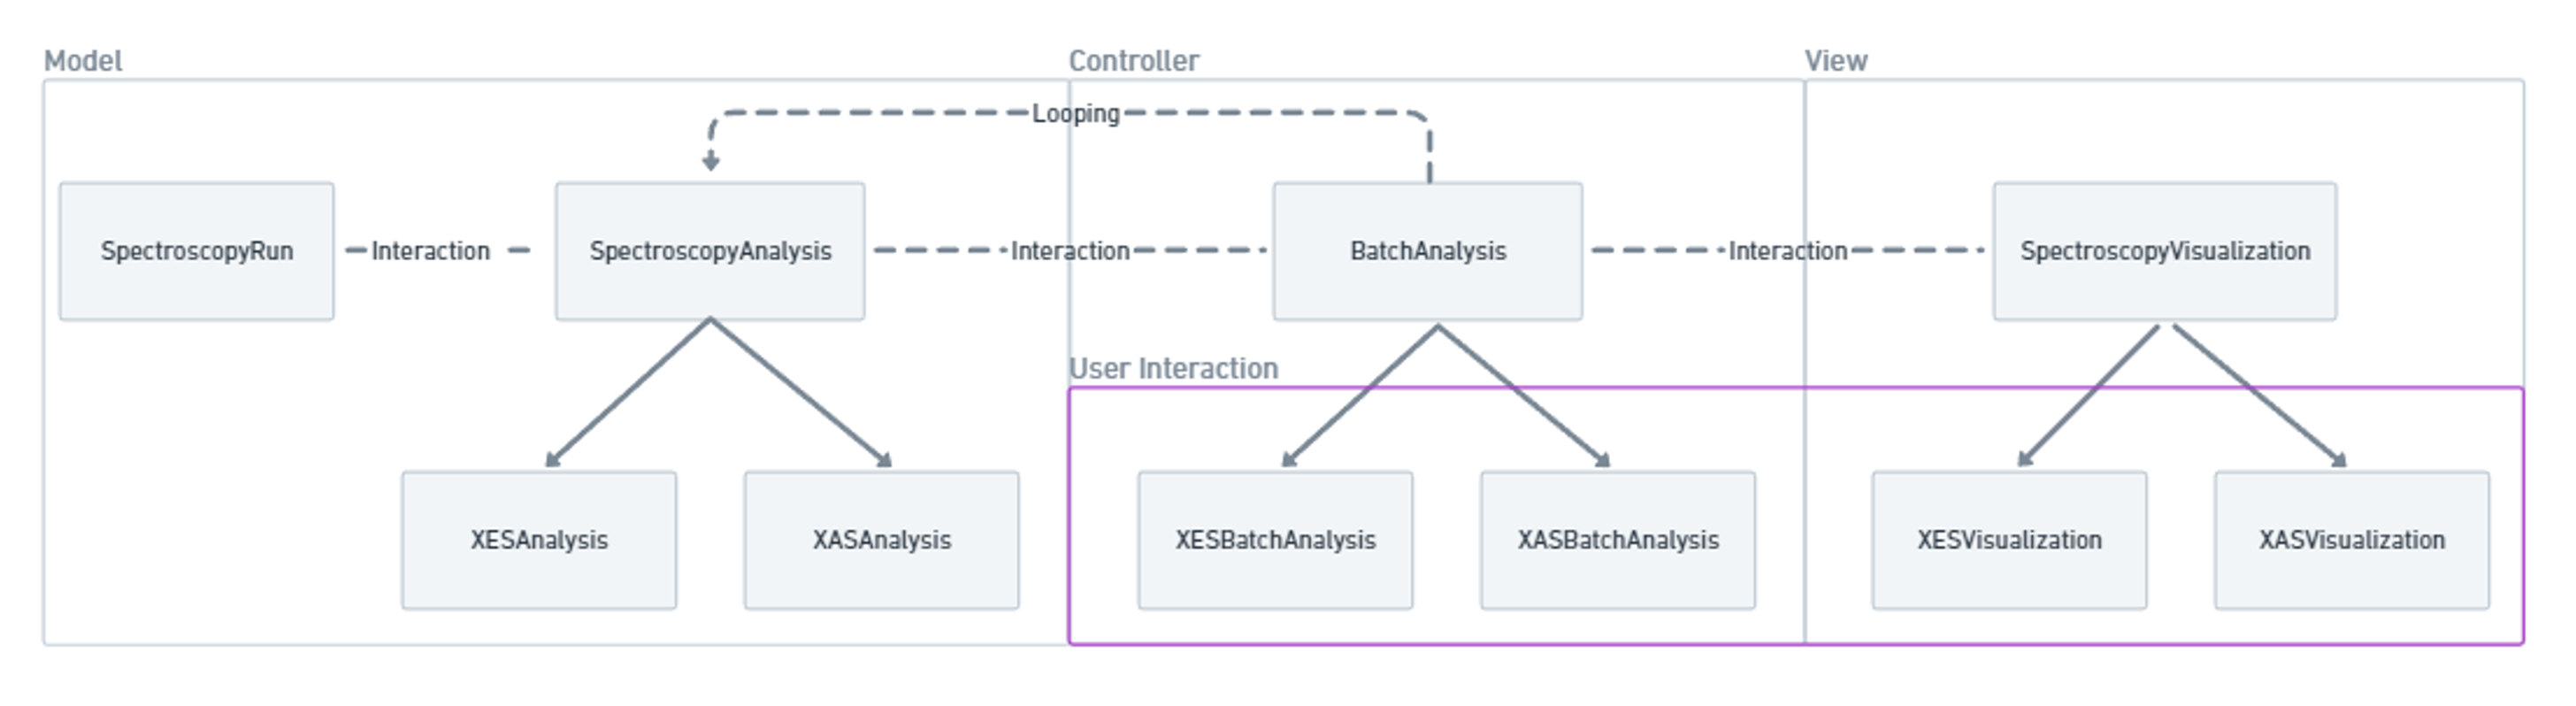 Model
Controller
View
Looping
SpectroscopyRun
Interaction
SpectroscopyAnalysis
Interaction
BatchAnalysis
Interaction
SpectroscopyVisualization
User Interaction
XESAnalysis
XASAnalysis
XESBatchAnalysis
XASBatchAnalysis
XESVisualization
XASVisualization